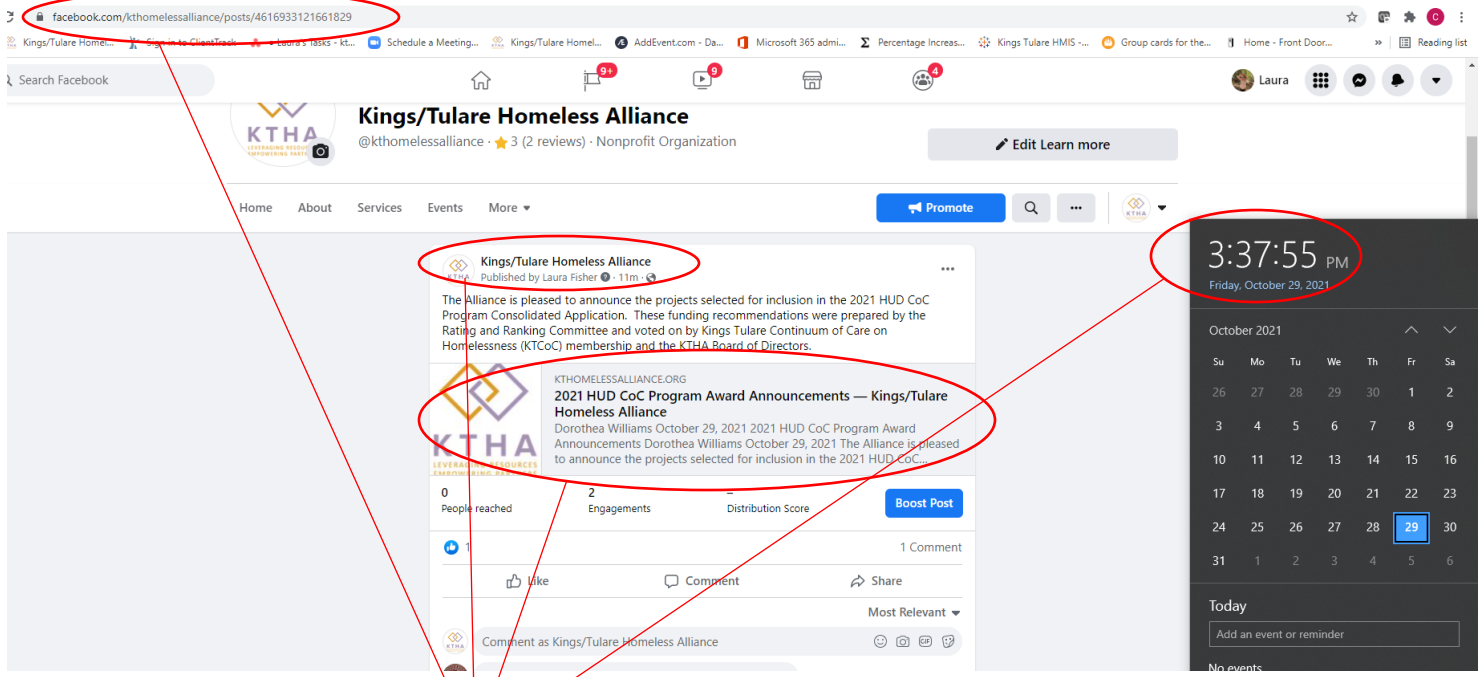 facebook.com/kthomelessalliance/posts/4616933121661829
Kings/Tulare Homel... Sign in to ClientTrack Laura's Tasks - kt... Schedule a Meeting... Kings/Tulare Homel... AddEvent.com - Da... Microsoft 365 admi... Percentage Increas... Kings Tulare HMIS -... Group cards for the... Home - Front Door... » Reading list
C
Search Facebook
9+
9
4
Laura
KTHA
Kings/Tulare Homeless Alliance
@kthomelessalliance · 3 (2 reviews) · Nonprofit Organization
Edit Learn more
Home About Services Events More
Promote
Kings/Tulare Homeless Alliance
Published by Laura Fisher · 11m ·
The Alliance is pleased to announce the projects selected for inclusion in the 2021 HUD CoC
Program Consolidated Application. These funding recommendations were prepared by the
Rating and Ranking Committee and voted on by Kings Tulare Continuum of Care on
Homelessness (KTCoC) membership and the KTHA Board of Directors.
KTHA
LEVERAGING RESOURCES
EMPOWERING PARTNERS
KTHOMELESSALLIANCE.ORG
2021 HUD CoC Program Award Announcements — Kings/Tulare
Homeless Alliance
Dorothea Williams October 29, 2021 2021 HUD CoC Program Award
Announcements Dorothea Williams October 29, 2021 The Alliance is pleased
to announce the projects selected for inclusion in the 2021 HUD CoC...
0 2 –
People reached Engagements Distribution Score
Boost Post
1
1 Comment
Like Comment Share
Most Relevant
Comment as Kings/Tulare Homeless Alliance
GIF
3:37:55 PM
Friday, October 29, 2021
October 2021
Su Mo Tu We Th Fr Sa
26 27 28 29 30 1 2
3 4 5 6 7 8 9
10 11 12 13 14 15 16
17 18 19 20 21 22 23
24 25 26 27 28 29 30
31 1 2 3 4 5 6
Today
Add an event or reminder
No events